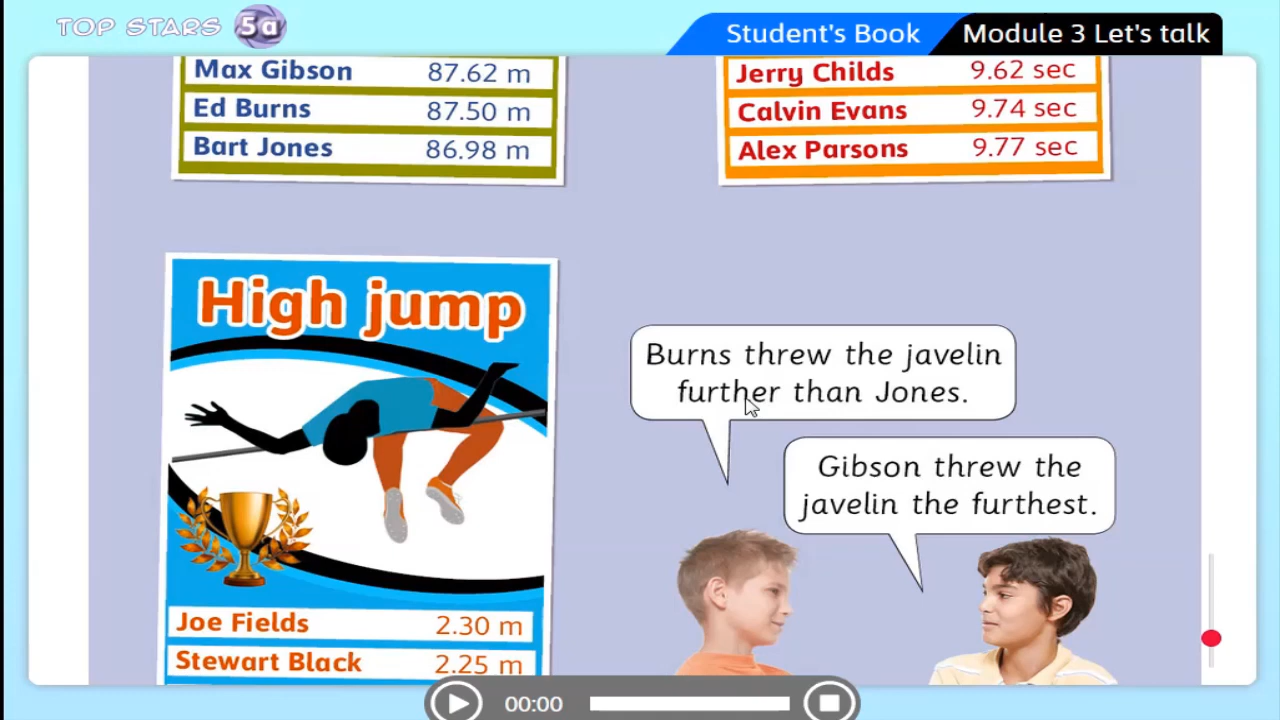 TOP STARS 5a
Student's Book
Module 3 Let's talk
Max Gibson 87.62 m
Ed Burns 87.50 m
Bart Jones 86.98 m
Jerry Childs 9.62 sec
Calvin Evans 9.74 sec
Alex Parsons 9.77 sec
High jump
Joe Fields 2.30 m
Stewart Black 2.25 m
Burns threw the javelin
further than Jones.
Gibson threw the
javelin the furthest.
00:00